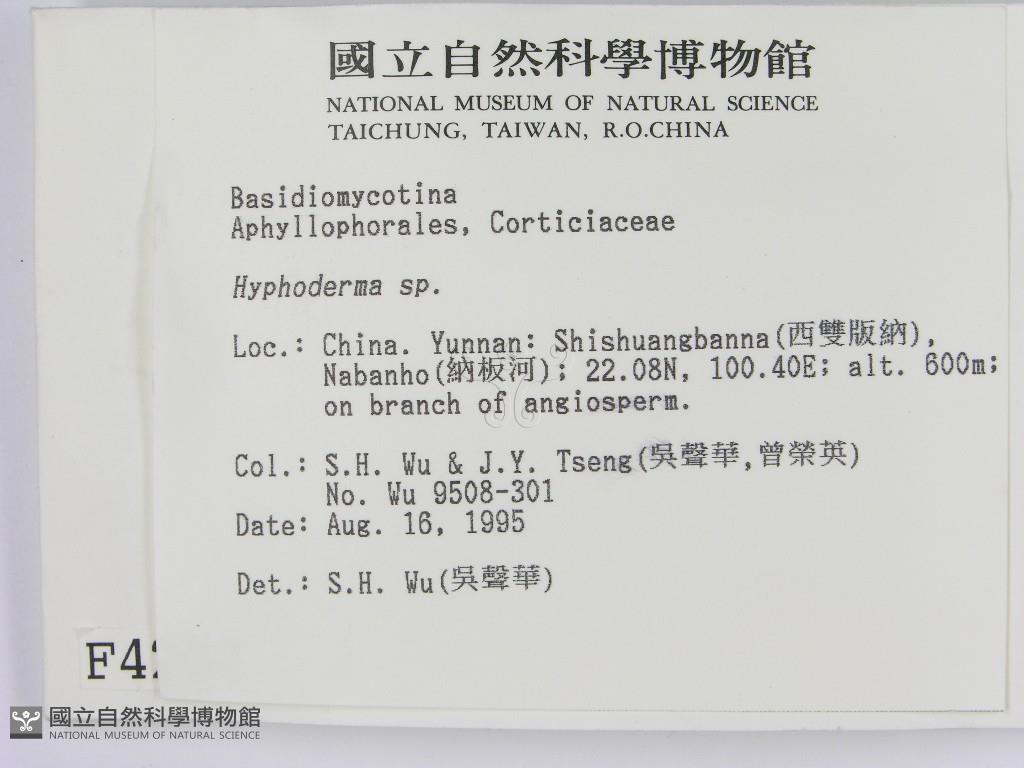 國立自然科學博物館
NATIONAL MUSEUM OF NATURAL SCIENCE
TAICHUNG, TAIWAN, R.O.CHINA
Basidiomycotina
Aphyllophorales, Corticiaceae
Hyphoderma sp.
Loc.: China. Yunnan: Shishuangbanna(西雙版納),
Nabanho(納板河); 22.08N, 100.40E; alt. 600m;
on branch of angiosperm.
Col.: S.H. Wu & J.Y. Tseng(吳聲華,曾榮英)
No. Wu 9508-301
Date: Aug. 16, 1995
Det.: S.H. Wu(吳聲華)
國立自然科學博物館
NATIONAL MUSEUM OF NATURAL SCIENCE